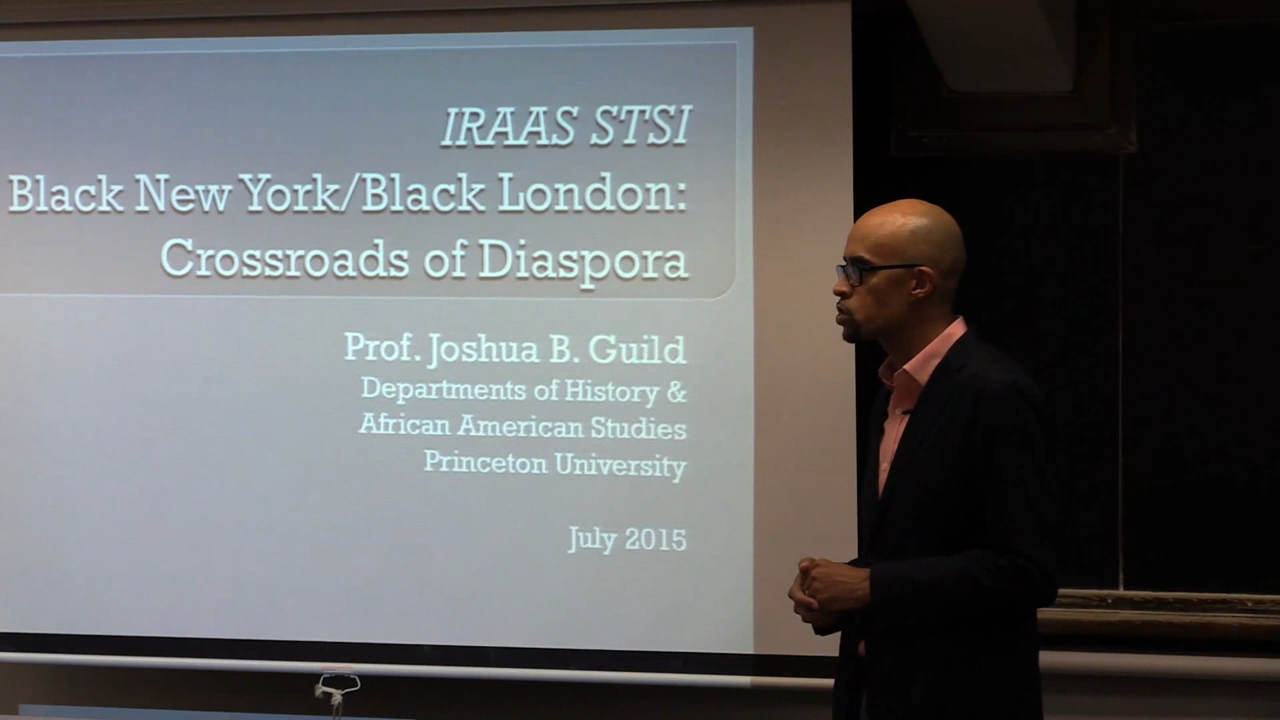 IRAAS STSI
Black New York/Black London:
Crossroads of Diaspora
Prof. Joshua B. Guild
Departments of History &
African American Studies
Princeton University
July 2015